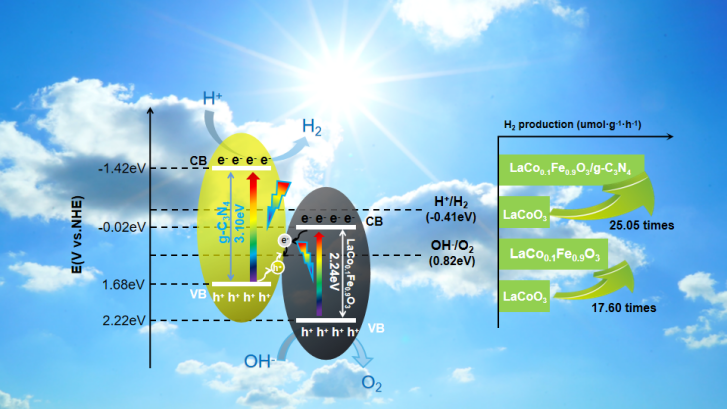 H⁺
H₂
CB
e⁻ e⁻ e⁻ e⁻
-1.42eV
-0.02eV
1.68eV
2.22eV
E(V vs.NHE)
g-C₃N₄
3.10eV
VB
h⁺ h⁺ h⁺ h⁺
e⁻
h⁺
e⁻ e⁻ e⁻ e⁻
CB
LaCo₀.₁Fe₀.₉O₃
2.24eV
h⁺ h⁺ h⁺ h⁺
VB
OH⁻
O₂
H⁺/H₂
(-0.41eV)
OH⁻/O₂
(0.82eV)
H₂ production (umol·g⁻¹·h⁻¹)
LaCo₀.₁Fe₀.₉O₃/g-C₃N₄
LaCoO₃
25.05 times
LaCo₀.₁Fe₀.₉O₃
LaCoO₃
17.60 times